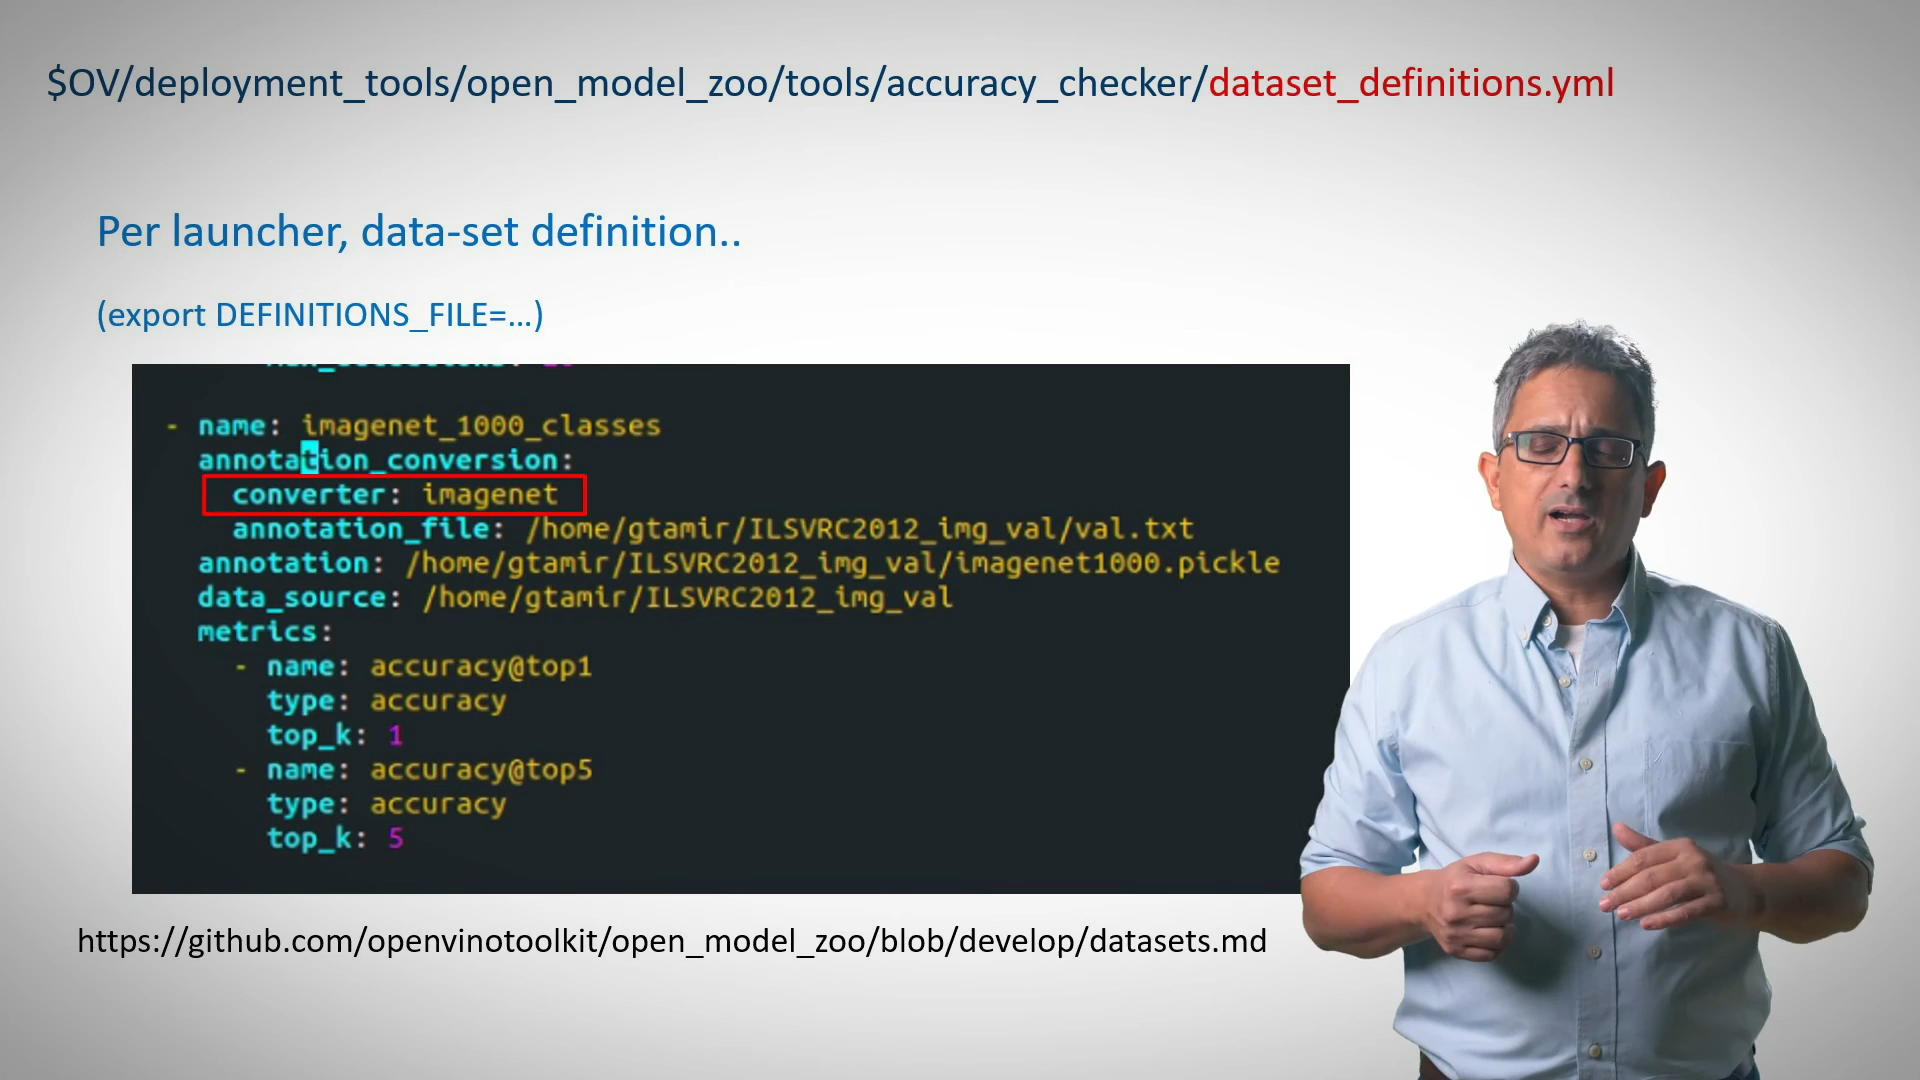 $OV/deployment_tools/open_model_zoo/tools/accuracy_checker/dataset_definitions.yml
Per launcher, data-set definition..
(export DEFINITIONS_FILE=...)
- name: imagenet_1000_classes
annotation_conversion:
converter: imagenet
annotation_file: /home/gtamir/ILSVRC2012_img_val/val.txt
annotation: /home/gtamir/ILSVRC2012_img_val/imagenet1000.pickle
data_source: /home/gtamir/ILSVRC2012_img_val
metrics:
- name: accuracy@top1
type: accuracy
top_k: 1
- name: accuracy@top5
type: accuracy
top_k: 5
https://github.com/openvinotoolkit/open_model_zoo/blob/develop/datasets.md